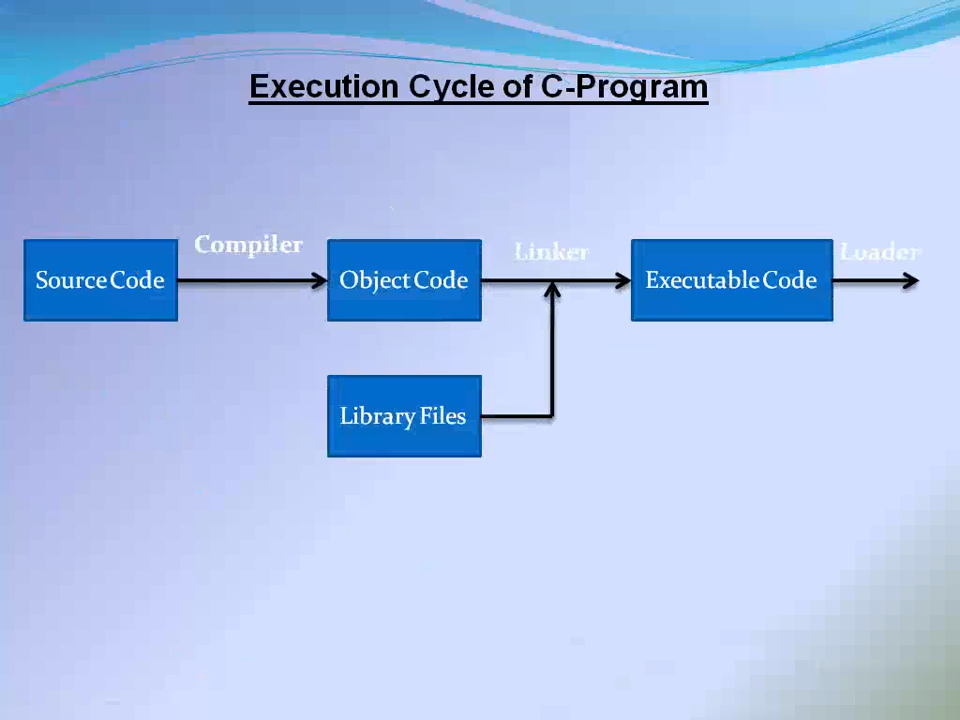 Execution Cycle of C-Program
Compiler
Linker
Loader
Source Code
Object Code
Executable Code
Library Files